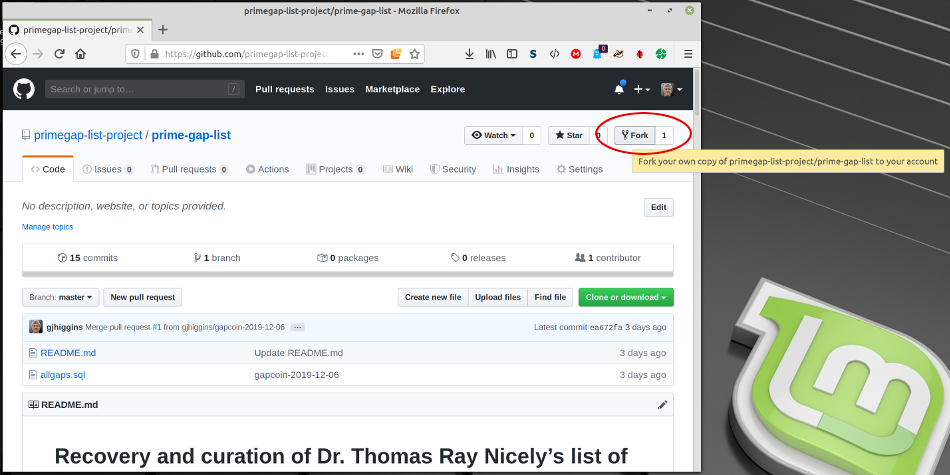 primegap-list-project/prime-gap-list - Mozilla Firefox
primegap-list-project/prime
https://github.com/primegap-list-projec
Search or jump to…
/
Pull requests Issues Marketplace Explore
primegap-list-project / prime-gap-list
Watch 0 Star 0 Fork 1
Fork your own copy of primegap-list-project/prime-gap-list to your account
Code Issues 0 Pull requests 0 Actions Projects 0 Wiki Security Insights Settings
No description, website, or topics provided.
Edit
Manage topics
15 commits 1 branch 0 packages 0 releases 1 contributor
Branch: master New pull request Create new file Upload files Find file Clone or download
gjhiggins Merge pull request #1 from gjhiggins/gapcoin-2019-12-06 … Latest commit ea672fa 3 days ago
README.md Update README.md 3 days ago
allgaps.sql gapcoin-2019-12-06 3 days ago
README.md
Recovery and curation of Dr. Thomas Ray Nicely’s list of